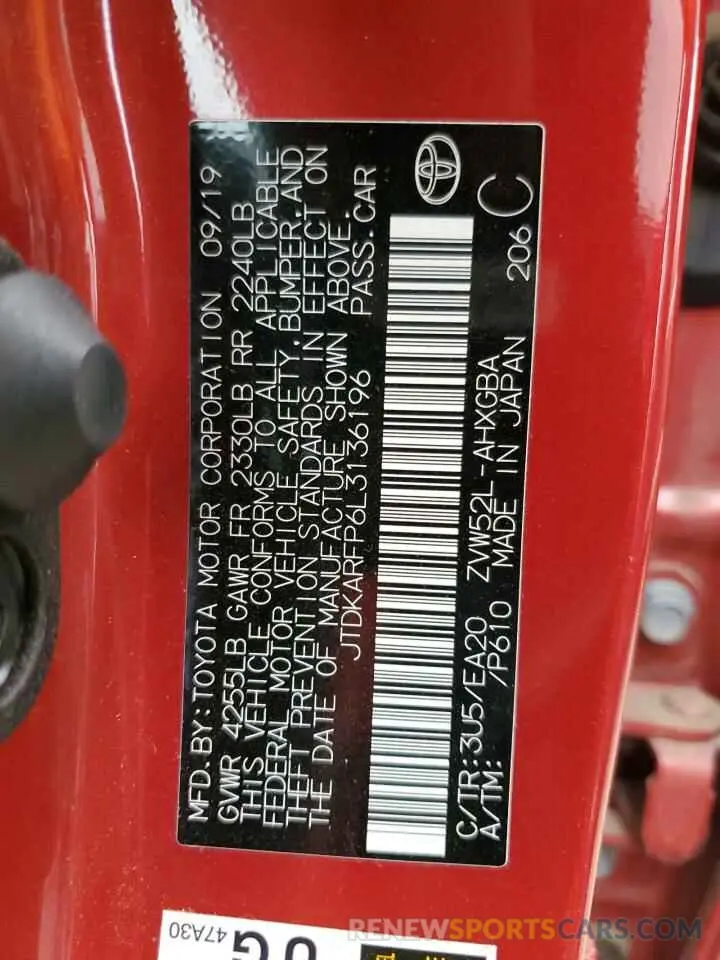 MFD.BY:TOYOTA MOTOR CORPORATION 09/19
GVWR 4255LB GAWR FR 2330LB RR 2240LB
THIS VEHICLE CONFORMS TO ALL APPLICABLE
FEDERAL MOTOR VEHICLE SAFETY,BUMPER,AND
THEFT PREVENTION STANDARDS IN EFFECT ON
THE DATE OF MANUFACTURE SHOWN ABOVE.
JTDKARFP6L3136196 PASS.CAR
C/TR:3U5/EA20 ZVW52L-AHXGBA
A/TM: /P610 MADE IN JAPAN 206 C
47A30
RENEWSPORTSCARS.COM